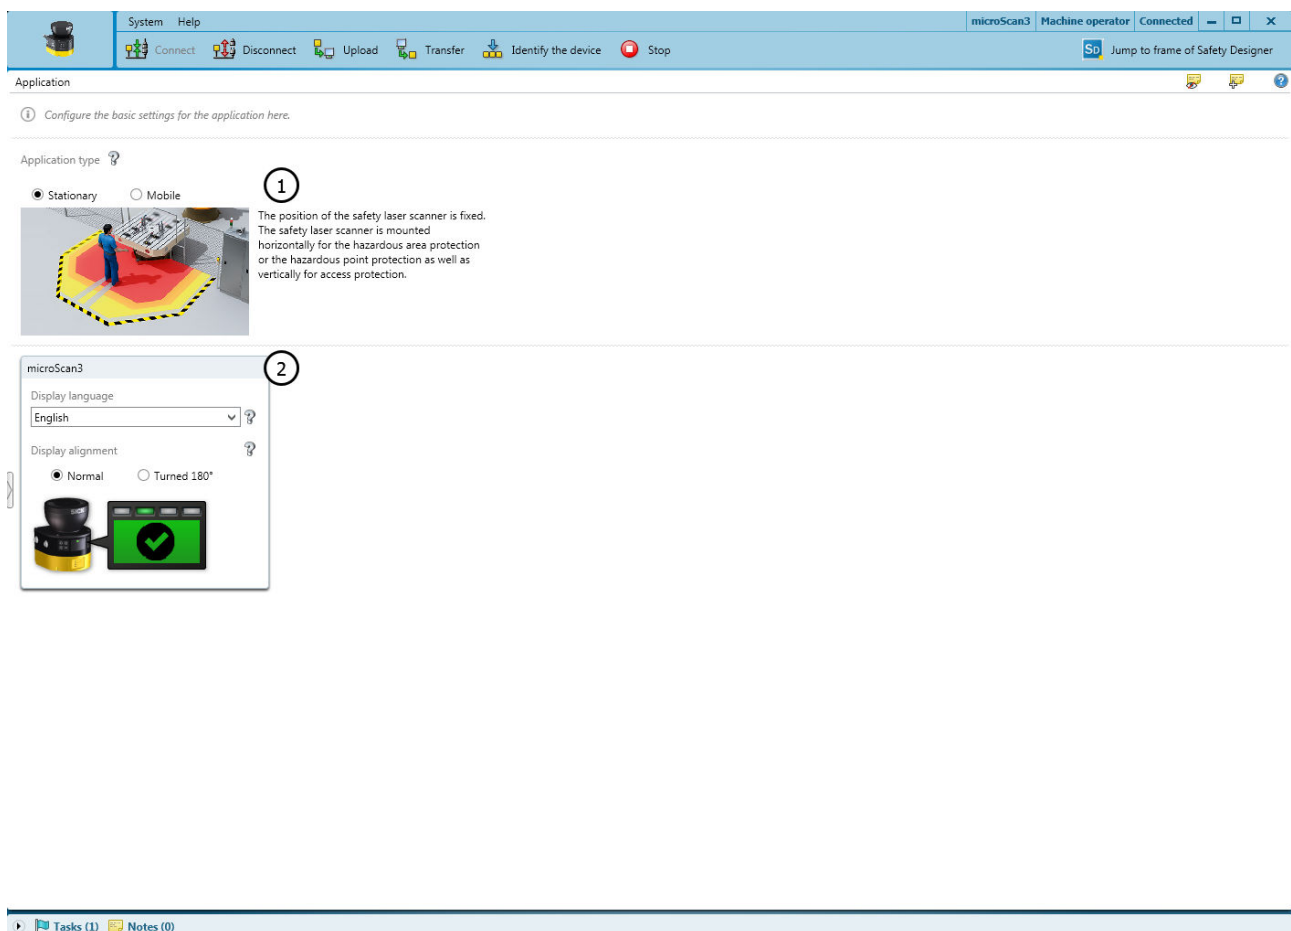 System Help
microScan3 Machine operator Connected
Connect Disconnect Upload Transfer Identify the device Stop
SD Jump to frame of Safety Designer
Application
Configure the basic settings for the application here.
Application type
Stationary Mobile
1
The position of the safety laser scanner is fixed.
The safety laser scanner is mounted
horizontally for the hazardous area protection
or the hazardous point protection as well as
vertically for access protection.
microScan3
2
Display language
English
Display alignment
Normal Turned 180°
SICK
Tasks (1) Notes (0)